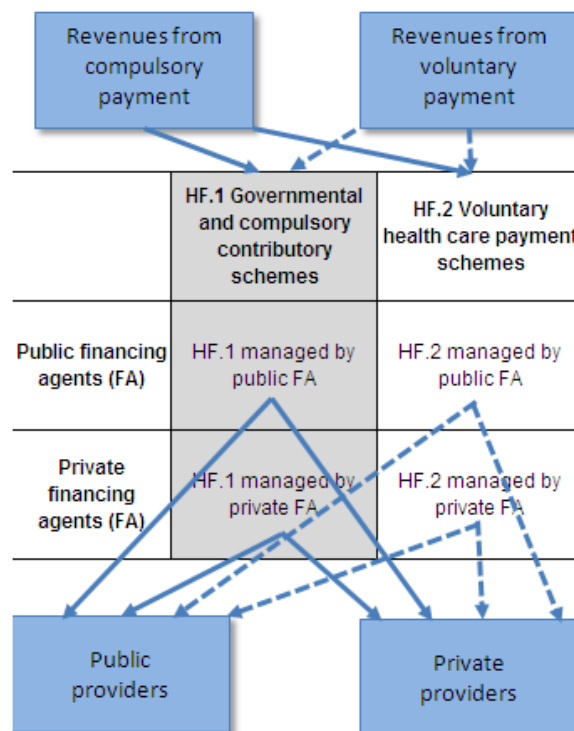 Revenues from
compulsory
payment
Revenues from
voluntary
payment
HF.1 Governmental
and compulsory
contributory
schemes
HF.2 Voluntary
health care payment
schemes
Public financing
agents (FA)
HF.1 managed by
public FA
HF.2 managed by
public FA
Private
financing
agents (FA)
HF.1 managed by
private FA
HF.2 managed by
private FA
Public
providers
Private
providers